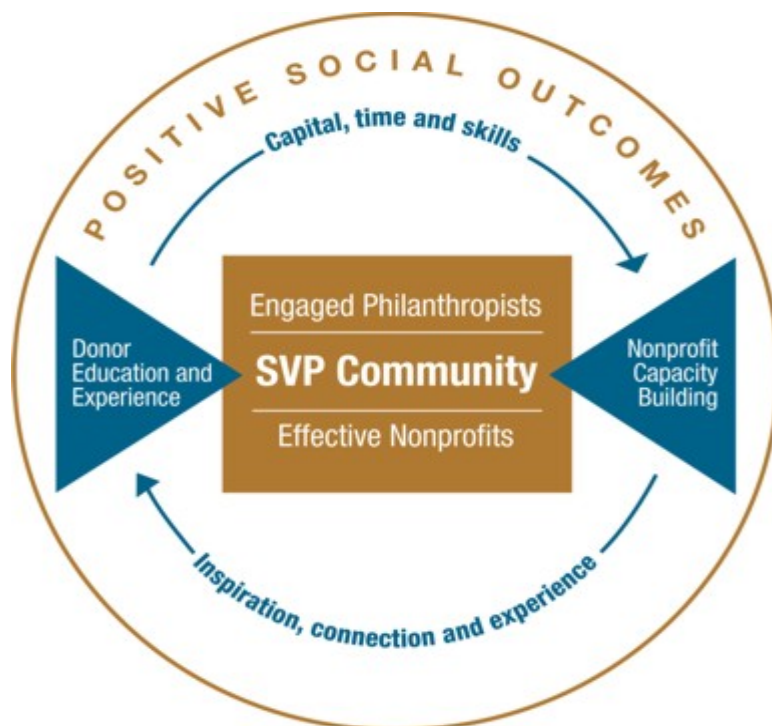 POSITIVE SOCIAL OUTCOMES
Capital, time and skills
Donor
Education and
Experience
Engaged Philanthropists
SVP Community
Effective Nonprofits
Nonprofit
Capacity
Building
Inspiration, connection and experience